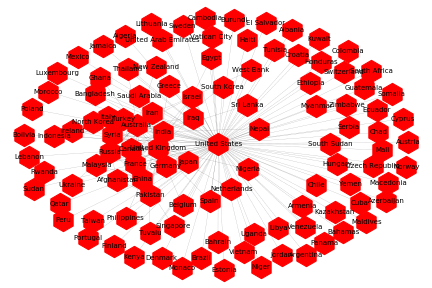 Cambodia
Burundi
Lithuania
Sweden
El Salvador
Albania
Algeria
United Arab Emirates
Vatican City
Haiti
Kuwait
Jamaica
Tunisia
Croatia
Colombia
Mexico
Egypt
Honduras
Luxembourg
Thailand
New Zealand
West Bank
Switzerland
South Africa
Ghana
Greece
South Korea
Ethiopia
Guatemala
Morocco
Bangladesh
Saudi Arabia
Israel
Somalia
Poland
Iran
Iraq
Sri Lanka
Myanmar
Zimbabwe
Ecuador
Cyprus
North Korea
Turkey
Australia
Bolivia
Indonesia
Ireland
Syria
India
Nepal
Serbia
Chad
Austria
Lebanon
Russia
United Kingdom
United States
South Sudan
Mali
Rwanda
Malaysia
France
Germany
Japan
Nigeria
Hungary
Czech Republic
Norway
Sudan
Ukraine
Afghanistan
China
Netherlands
Chile
Yemen
Macedonia
Qatar
Pakistan
Belgium
Spain
Armenia
Cuba
Azerbaijan
Peru
Taiwan
Philippines
Singapore
Kazakhstan
Maldives
Portugal
Finland
Tuvalu
Bahrain
Uganda
Libya
Venezuela
Bahamas
Panama
Kenya
Denmark
Monaco
Brazil
Estonia
Vietnam
Niger
Jordan
Argentina